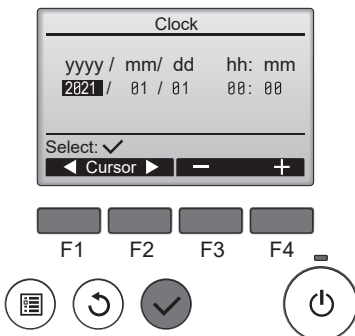 Clock
yyyy / mm/ dd hh: mm
2021 / 01 / 01 00: 00
Select: ✓
◀ Cursor ▶ − +
F1 F2 F3 F4